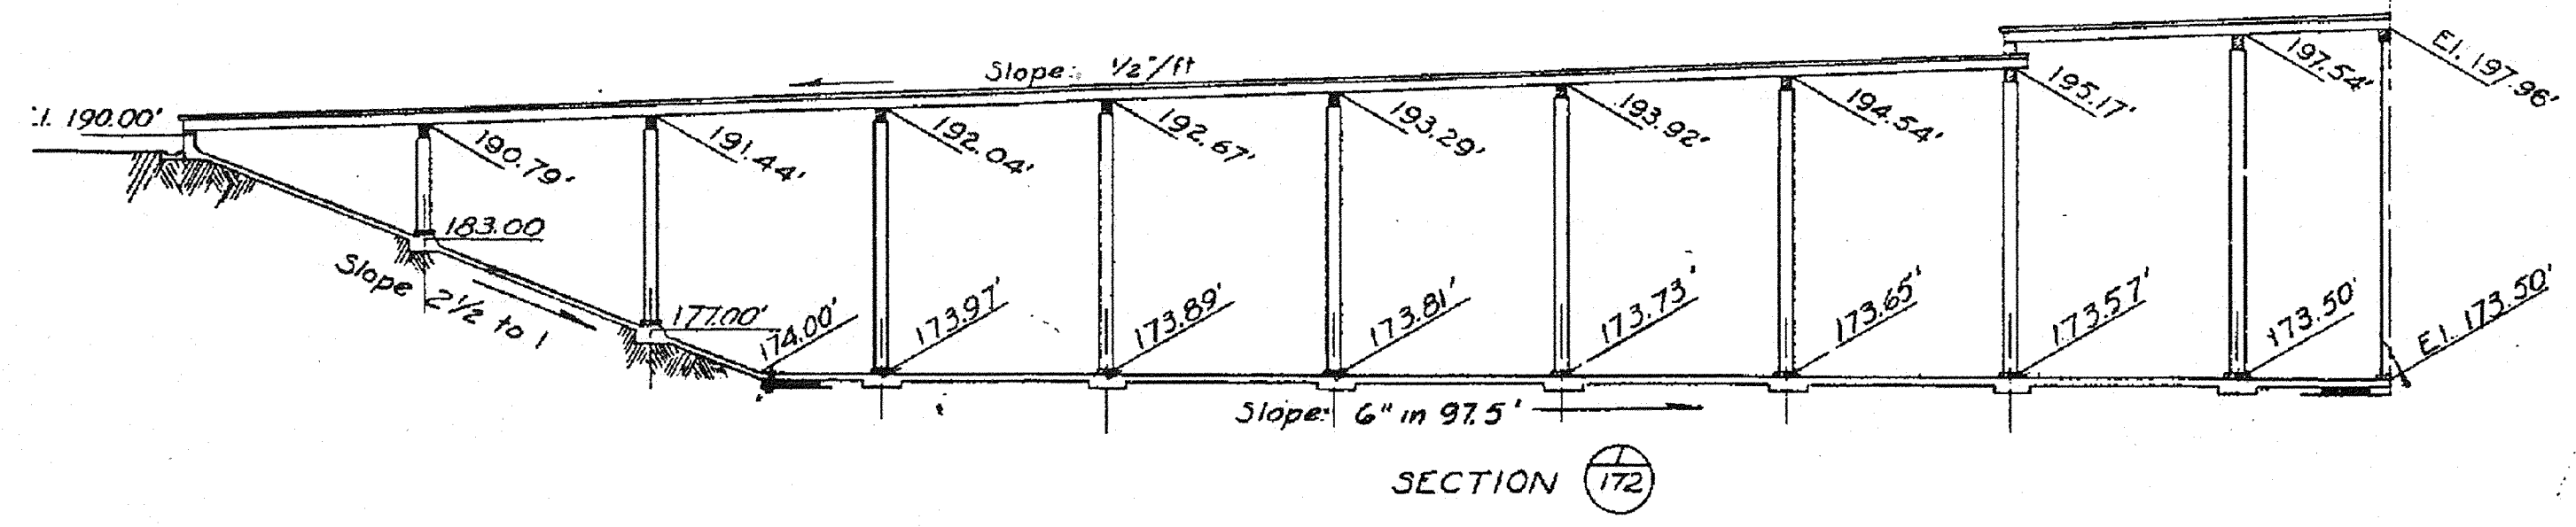 Slope: 1/2"/ft
El. 190.00'
190.79'
191.44'
192.04'
192.67'
193.29'
193.92'
194.54'
195.17'
197.54'
El. 197.96'
183.00
Slope 2 1/2 to 1
177.00'
174.00'
173.97'
173.89'
173.81'
173.73'
173.65'
173.57'
173.50'
El. 173.50'
Slope: 6" in 97.5'
SECTION 1
172